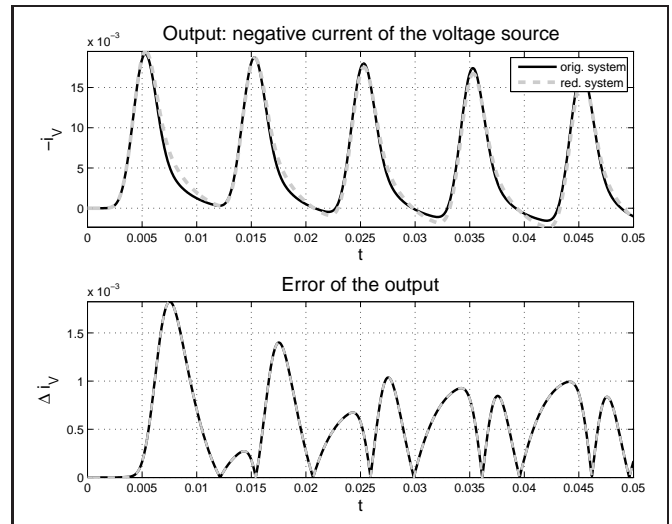 Output: negative current of the voltage source
x 10⁻³
orig. system
red. system
15
10
5
0
−i_V
0 0.005 0.01 0.015 0.02 0.025 0.03 0.035 0.04 0.045 0.05
t
Error of the output
x 10⁻³
1.5
1
0.5
0
Δ i_V
0 0.005 0.01 0.015 0.02 0.025 0.03 0.035 0.04 0.045 0.05
t